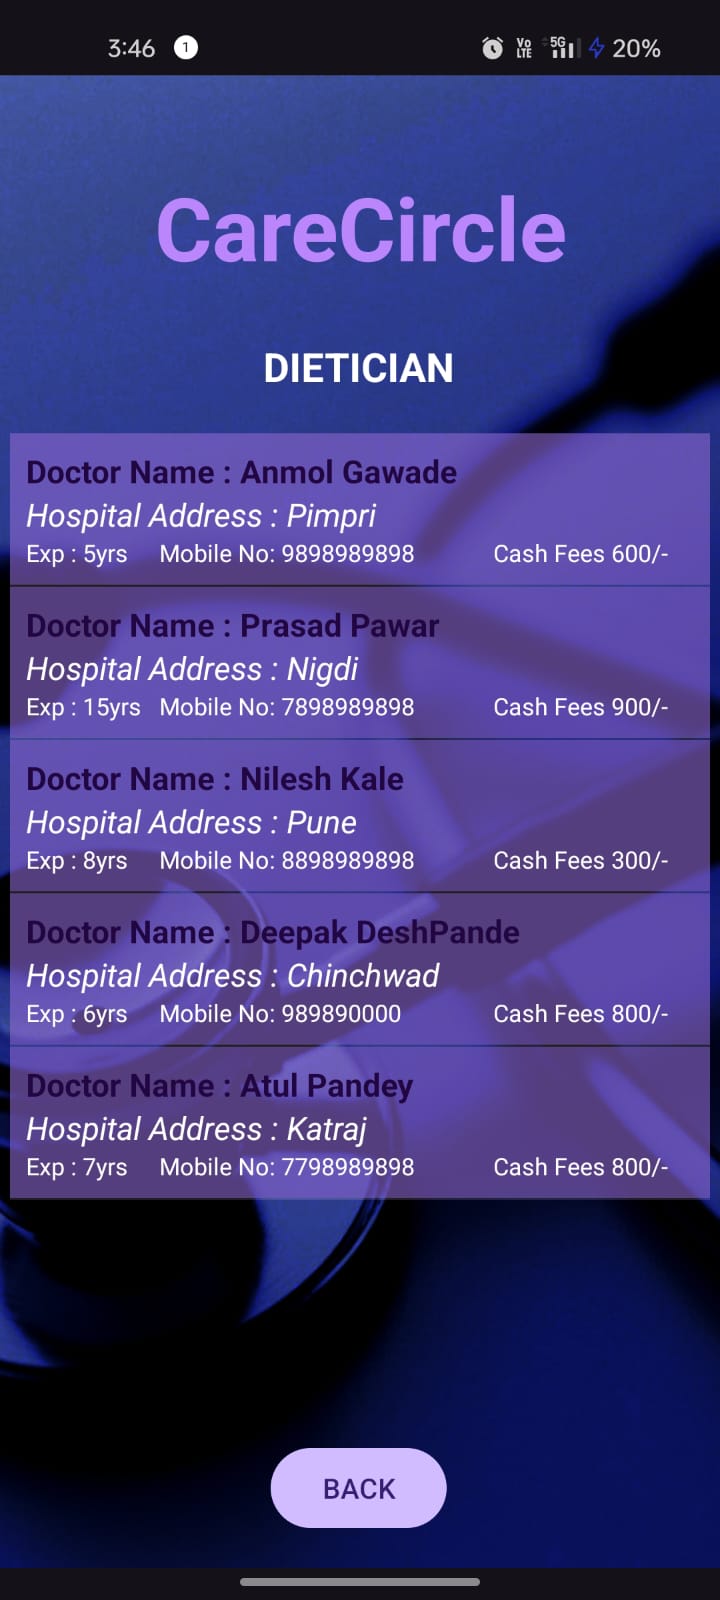 3:46 1 Vo LTE 5G 20%
CareCircle
DIETICIAN
Doctor Name : Anmol Gawade
Hospital Address : Pimpri
Exp : 5yrs Mobile No: 9898989898 Cash Fees 600/-
Doctor Name : Prasad Pawar
Hospital Address : Nigdi
Exp : 15yrs Mobile No: 7898989898 Cash Fees 900/-
Doctor Name : Nilesh Kale
Hospital Address : Pune
Exp : 8yrs Mobile No: 8898989898 Cash Fees 300/-
Doctor Name : Deepak DeshPande
Hospital Address : Chinchwad
Exp : 6yrs Mobile No: 989890000 Cash Fees 800/-
Doctor Name : Atul Pandey
Hospital Address : Katraj
Exp : 7yrs Mobile No: 7798989898 Cash Fees 800/-
BACK